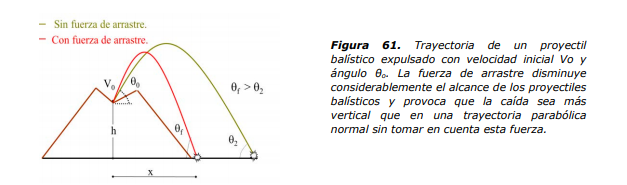 Sin fuerza de arrastre.
Con fuerza de arrastre.
V₀
θ₀
θf > θ₂
h
θf
θ₂
x
Figura 61. Trayectoria de un proyectil
balístico expulsado con velocidad inicial Vo y
ángulo θₒ. La fuerza de arrastre disminuye
considerablemente el alcance de los proyectiles
balísticos y provoca que la caída sea más
vertical que en una trayectoria parabólica
normal sin tomar en cuenta esta fuerza.